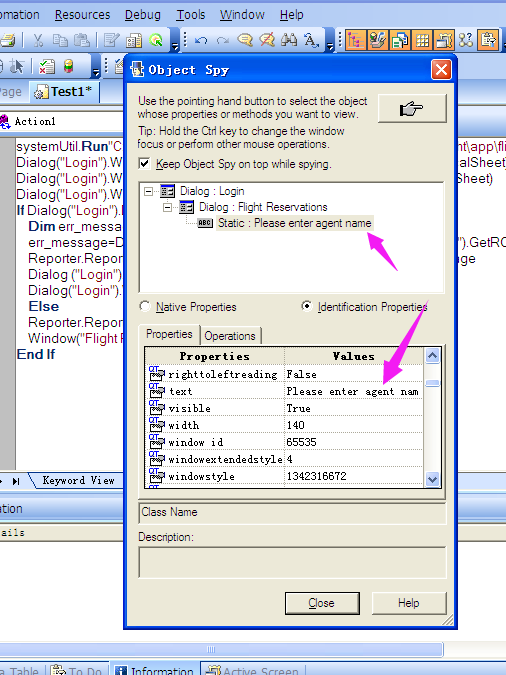 omation Resources Debug Tools Window Help
Page Test1*
Action1
systemUtil.Run"C
nt\app\fli
Dialog("Login").W
alSheet)
Dialog("Login").W
Sheet)
Dialog("Login").W
If Dialog("Login").
Dim err_messa
err_message=D
").GetRO
Reporter.Repor
ge
Dialog ("Login")
Dialog("Login").
Else
Reporter.Repor
Window("Flight F
End If
Keyword View
ation
ails
a Table To Do Information Active Screen
Object Spy
Use the pointing hand button to select the object
whose properties or methods you want to view.
Tip: Hold the Ctrl key to change the window
focus or perform other mouse operations.
Keep Object Spy on top while spying.
Dialog : Login
Dialog : Flight Reservations
ABC Static : Please enter agent name
Native Properties Identification Properties
Properties Operations
Properties Values
righttoleftreading False
text Please enter agent nam
visible True
width 140
window id 65535
windowextendedstyle 4
windowstyle 1342316672
Class Name
Description:
Close Help